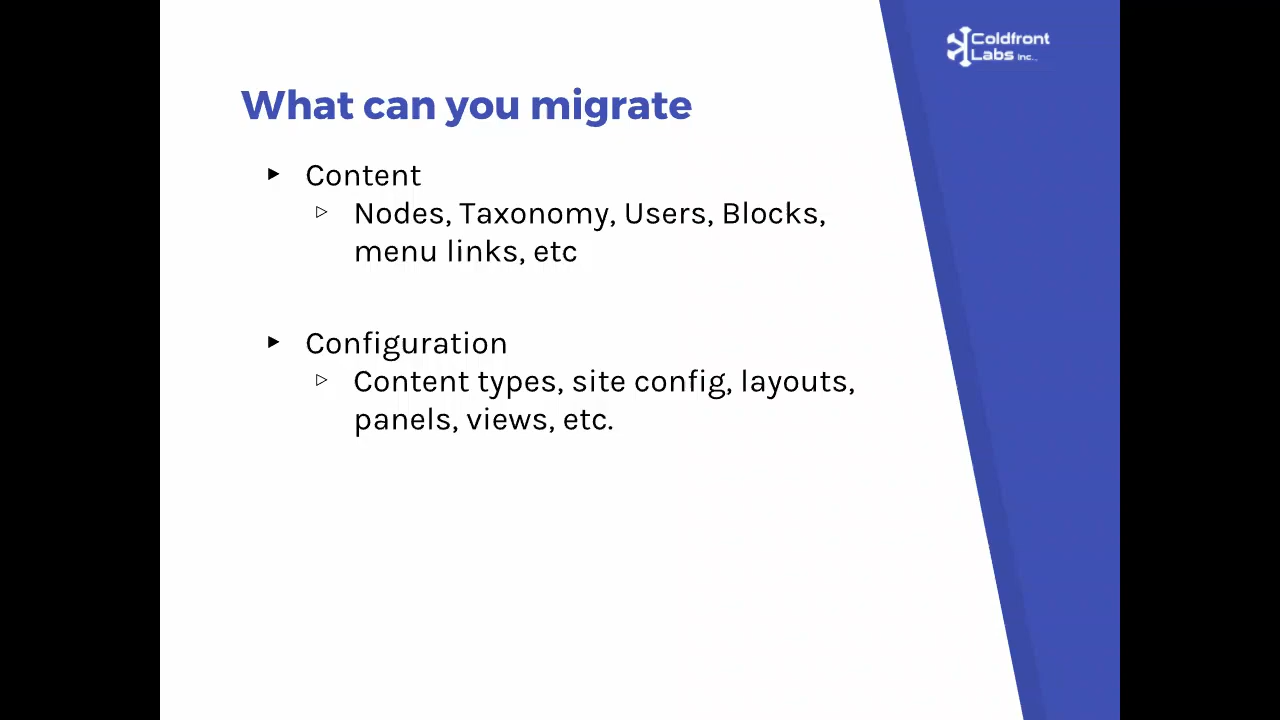 Coldfront
Labs Inc.
What can you migrate
Content
Nodes, Taxonomy, Users, Blocks,
menu links, etc
Configuration
Content types, site config, layouts,
panels, views, etc.